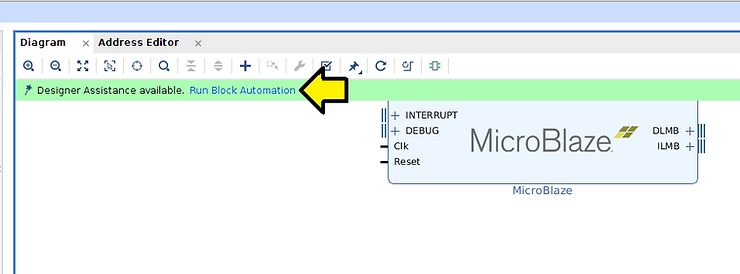 Diagram × Address Editor ×
Designer Assistance available. Run Block Automation
INTERRUPT
DEBUG
Clk
Reset
MicroBlaze
DLMB
ILMB
MicroBlaze